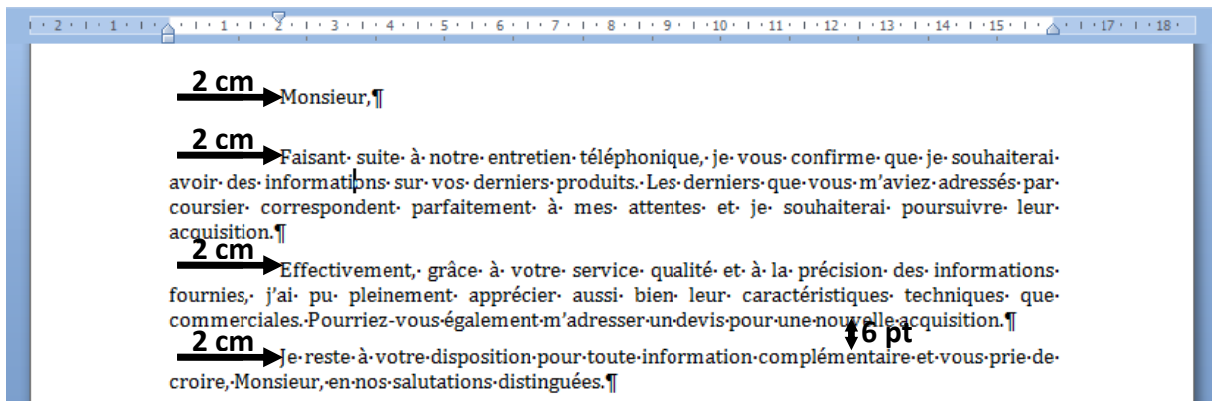 2 1 1 2 3 4 5 6 7 8 9 10 11 12 13 14 15 17 18
2 cm
Monsieur,¶
2 cm
Faisant· suite· à· notre· entretien· téléphonique,· je· vous· confirme· que· je· souhaiterai·
avoir· des· informations· sur· vos· derniers· produits.· Les· derniers· que· vous· m’aviez· adressés· par·
coursier· correspondent· parfaitement· à· mes· attentes· et· je· souhaiterai· poursuivre· leur·
acquisition.¶
2 cm
Effectivement,· grâce· à· votre· service· qualité· et· à· la· précision· des· informations·
fournies,· j’ai· pu· pleinement· apprécier· aussi· bien· leur· caractéristiques· techniques· que·
commerciales.·Pourriez-vous·également·m’adresser·un·devis·pour·une·nouvelle·acquisition.¶
6 pt
2 cm
Je·reste·à·votre·disposition·pour·toute·information·complémentaire·et·vous·prie·de·
croire,·Monsieur,·en·nos·salutations·distinguées.¶